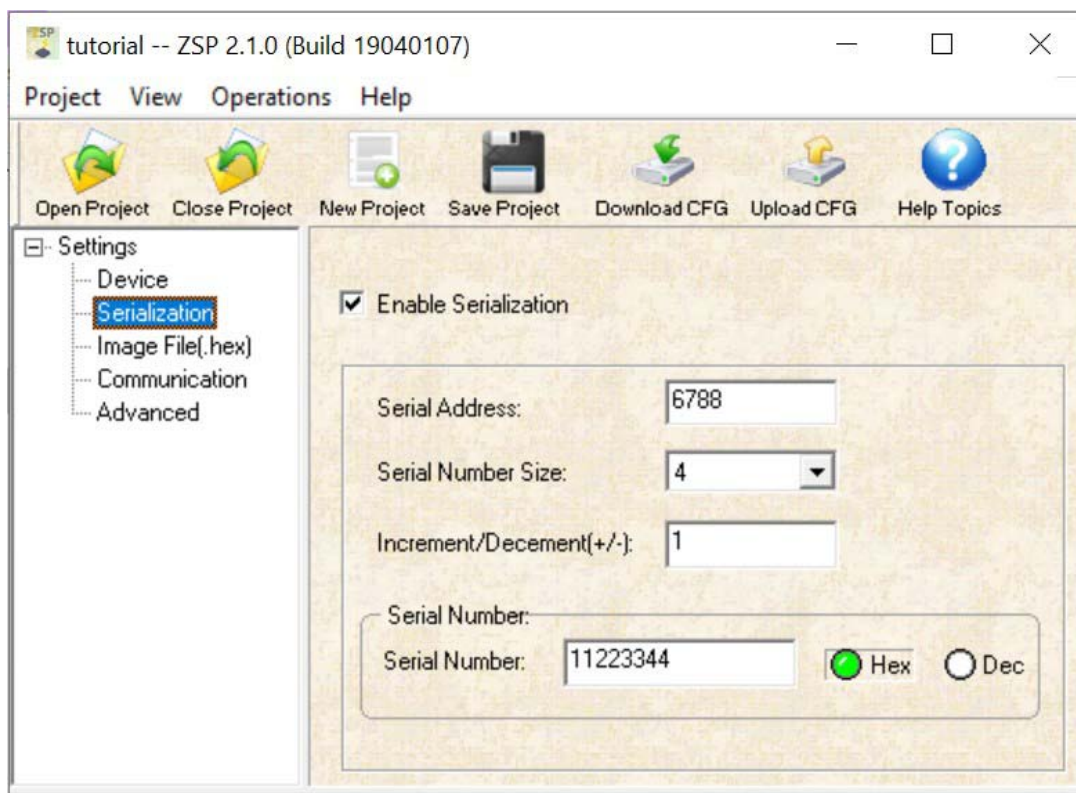 ZSP
tutorial -- ZSP 2.1.0 (Build 19040107)
Project View Operations Help
Open Project Close Project New Project Save Project Download CFG Upload CFG Help Topics
Settings
Device
Serialization
Image File(.hex)
Communication
Advanced
Enable Serialization
Serial Address: 6788
Serial Number Size: 4
Increment/Decement(+/-): 1
Serial Number:
Serial Number: 11223344 Hex Dec